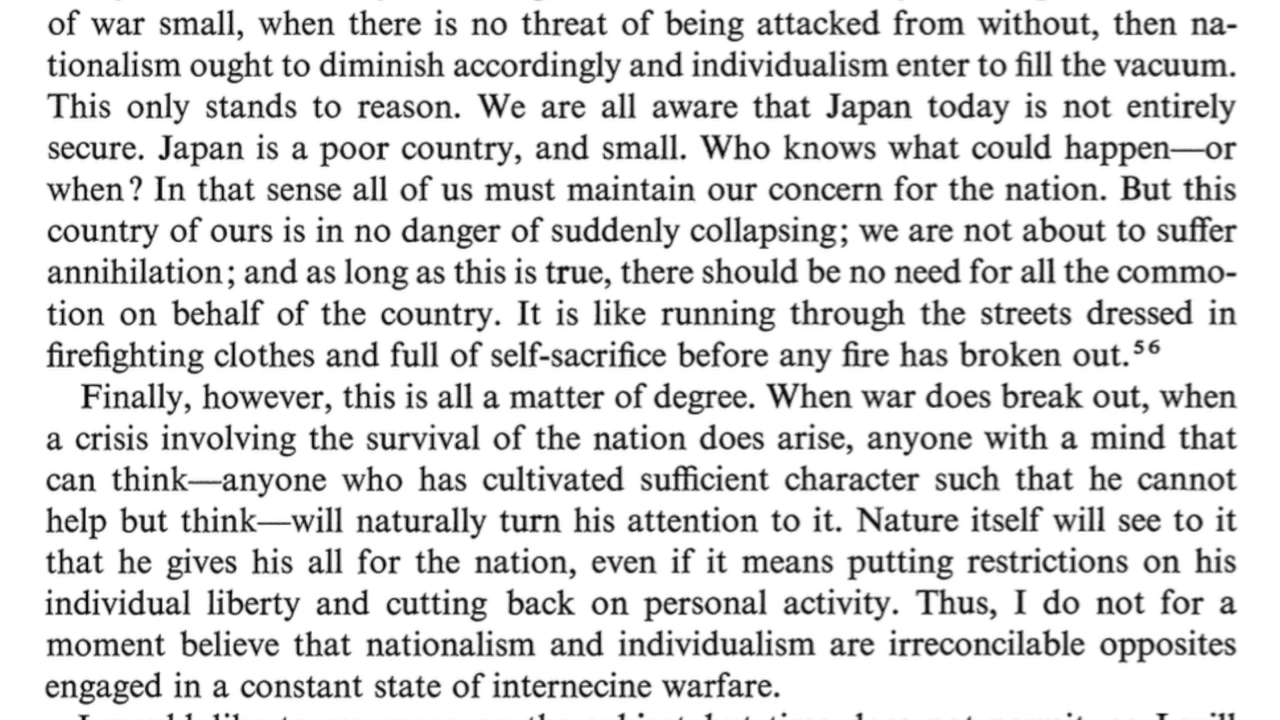 of war small, when there is no threat of being attacked from without, then na-
tionalism ought to diminish accordingly and individualism enter to fill the vacuum.
This only stands to reason. We are all aware that Japan today is not entirely
secure. Japan is a poor country, and small. Who knows what could happen—or
when? In that sense all of us must maintain our concern for the nation. But this
country of ours is in no danger of suddenly collapsing; we are not about to suffer
annihilation; and as long as this is true, there should be no need for all the commo-
tion on behalf of the country. It is like running through the streets dressed in
firefighting clothes and full of self-sacrifice before any fire has broken out.⁵⁶
Finally, however, this is all a matter of degree. When war does break out, when
a crisis involving the survival of the nation does arise, anyone with a mind that
can think—anyone who has cultivated sufficient character such that he cannot
help but think—will naturally turn his attention to it. Nature itself will see to it
that he gives his all for the nation, even if it means putting restrictions on his
individual liberty and cutting back on personal activity. Thus, I do not for a
moment believe that nationalism and individualism are irreconcilable opposites
engaged in a constant state of internecine warfare.